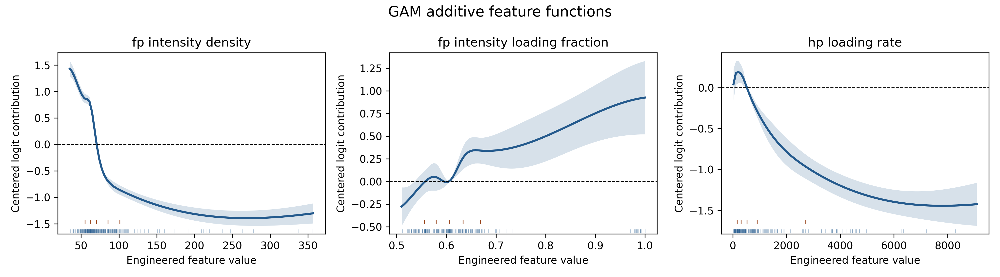 GAM additive feature functions
fp intensity density
fp intensity loading fraction
hp loading rate
Centered logit contribution
1.5
1.0
0.5
0.0
−0.5
−1.0
−1.5
50 100 150 200 250 300 350
Engineered feature value
Centered logit contribution
1.25
1.00
0.75
0.50
0.25
0.00
−0.25
−0.50
0.5 0.6 0.7 0.8 0.9 1.0
Engineered feature value
Centered logit contribution
0.0
−0.5
−1.0
−1.5
0 2000 4000 6000 8000
Engineered feature value